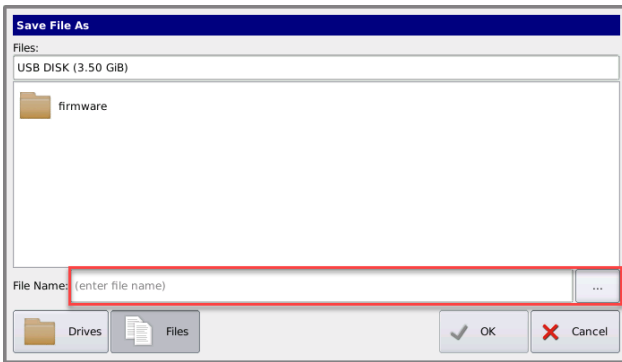 Save File As
Files:
USB DISK (3.50 GiB)
firmware
File Name: (enter file name) ...
Drives Files OK Cancel